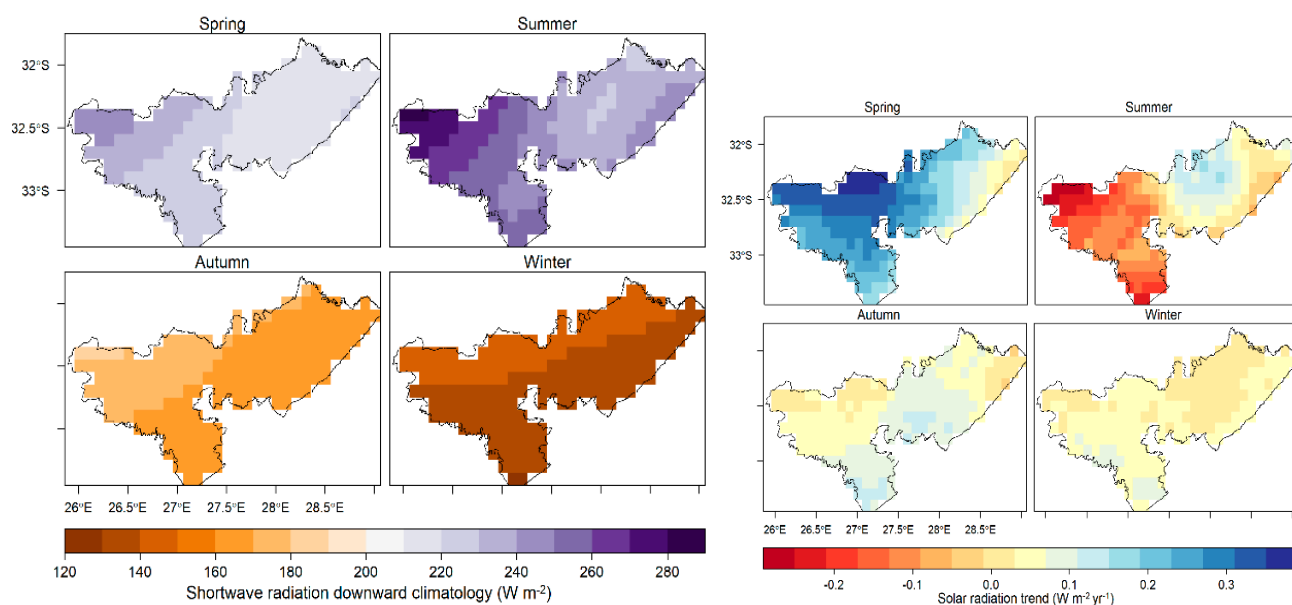 Spring Summer
32°S
32.5°S
33°S
Autumn Winter
26°E 26.5°E 27°E 27.5°E 28°E 28.5°E
120 140 160 180 200 220 240 260 280
Shortwave radiation downward climatology (W m⁻²)
Spring Summer
32°S
32.5°S
33°S
Autumn Winter
26°E 26.5°E 27°E 27.5°E 28°E 28.5°E
-0.2 -0.1 0.0 0.1 0.2 0.3
Solar radiation trend (W m⁻² yr⁻¹)